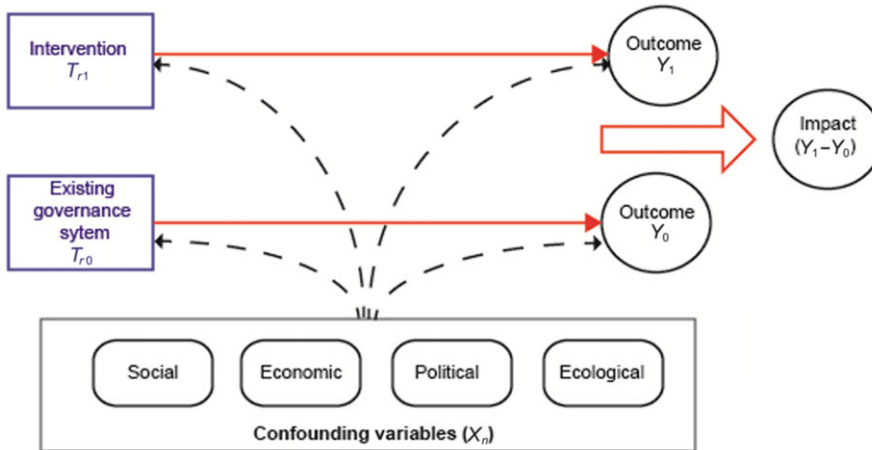 Intervention
Tr1
Outcome
Y1
Impact
(Y1–Y0)
Existing
governance
sytem
Tr0
Outcome
Y0
Social
Economic
Political
Ecological
Confounding variables (Xn)